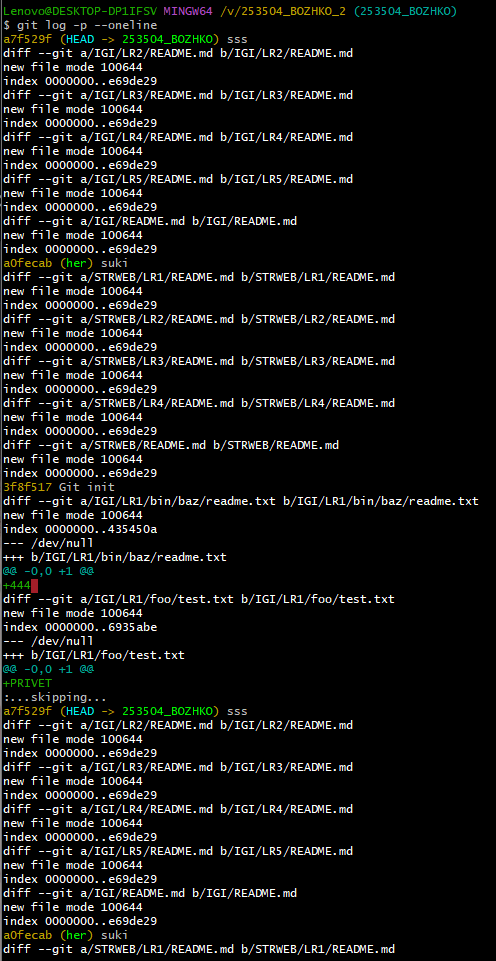 Lenovo@DESKTOP-DP1IFSV MINGW64 /v/253504_BOZHKO_2 (253504_BOZHKO)
$ git log -p --oneline
a7f529f (HEAD -> 253504_BOZHKO) sss
diff --git a/IGI/LR2/README.md b/IGI/LR2/README.md
new file mode 100644
index 0000000..e69de29
diff --git a/IGI/LR3/README.md b/IGI/LR3/README.md
new file mode 100644
index 0000000..e69de29
diff --git a/IGI/LR4/README.md b/IGI/LR4/README.md
new file mode 100644
index 0000000..e69de29
diff --git a/IGI/LR5/README.md b/IGI/LR5/README.md
new file mode 100644
index 0000000..e69de29
diff --git a/IGI/README.md b/IGI/README.md
new file mode 100644
index 0000000..e69de29
a0fecab (her) suki
diff --git a/STRWEB/LR1/README.md b/STRWEB/LR1/README.md
new file mode 100644
index 0000000..e69de29
diff --git a/STRWEB/LR2/README.md b/STRWEB/LR2/README.md
new file mode 100644
index 0000000..e69de29
diff --git a/STRWEB/LR3/README.md b/STRWEB/LR3/README.md
new file mode 100644
index 0000000..e69de29
diff --git a/STRWEB/LR4/README.md b/STRWEB/LR4/README.md
new file mode 100644
index 0000000..e69de29
diff --git a/STRWEB/README.md b/STRWEB/README.md
new file mode 100644
index 0000000..e69de29
3f8f517 Git init
diff --git a/IGI/LR1/bin/baz/readme.txt b/IGI/LR1/bin/baz/readme.txt
new file mode 100644
index 0000000..435450a
--- /dev/null
+++ b/IGI/LR1/bin/baz/readme.txt
@@ -0,0 +1 @@
+444
diff --git a/IGI/LR1/foo/test.txt b/IGI/LR1/foo/test.txt
new file mode 100644
index 0000000..6935abe
--- /dev/null
+++ b/IGI/LR1/foo/test.txt
@@ -0,0 +1 @@
+PRIVET
:...skipping...
a7f529f (HEAD -> 253504_BOZHKO) sss
diff --git a/IGI/LR2/README.md b/IGI/LR2/README.md
new file mode 100644
index 0000000..e69de29
diff --git a/IGI/LR3/README.md b/IGI/LR3/README.md
new file mode 100644
index 0000000..e69de29
diff --git a/IGI/LR4/README.md b/IGI/LR4/README.md
new file mode 100644
index 0000000..e69de29
diff --git a/IGI/LR5/README.md b/IGI/LR5/README.md
new file mode 100644
index 0000000..e69de29
diff --git a/IGI/README.md b/IGI/README.md
new file mode 100644
index 0000000..e69de29
a0fecab (her) suki
diff --git a/STRWEB/LR1/README.md b/STRWEB/LR1/README.md